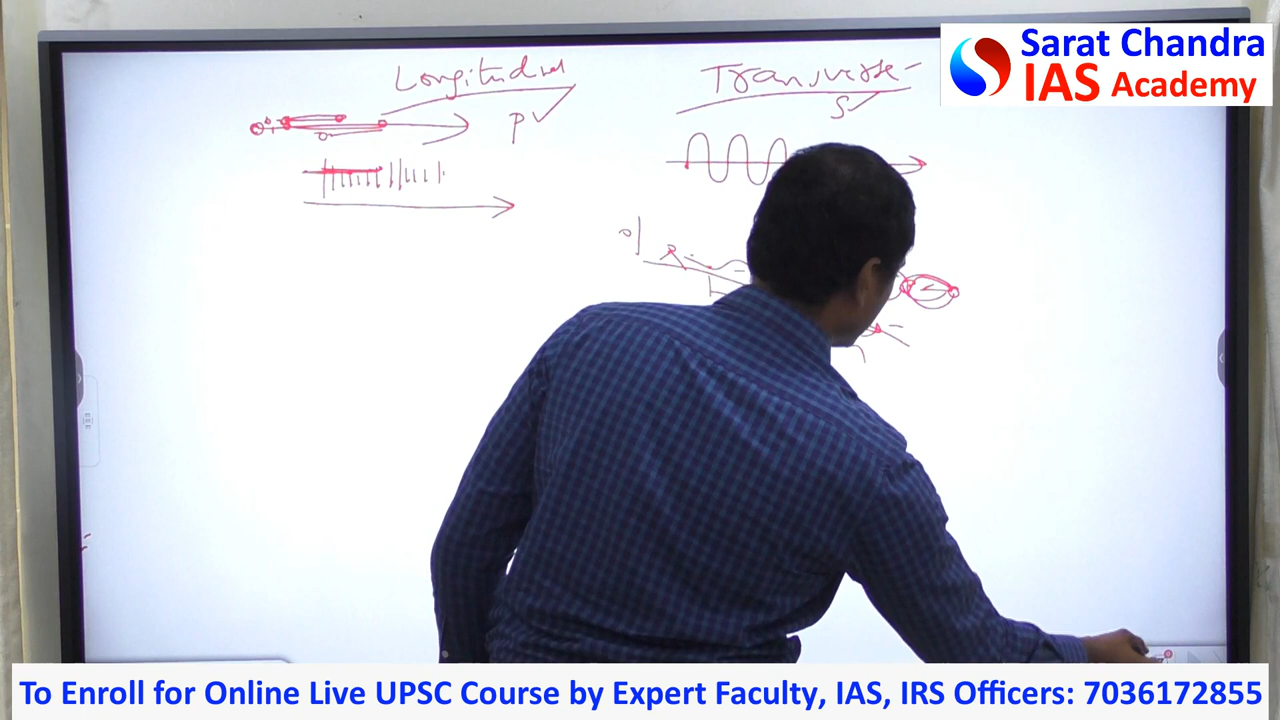 Sarat Chandra
IAS Academy
Longitudinal
P
Transverse
S
To Enroll for Online Live UPSC Course by Expert Faculty, IAS, IRS Officers: 7036172855